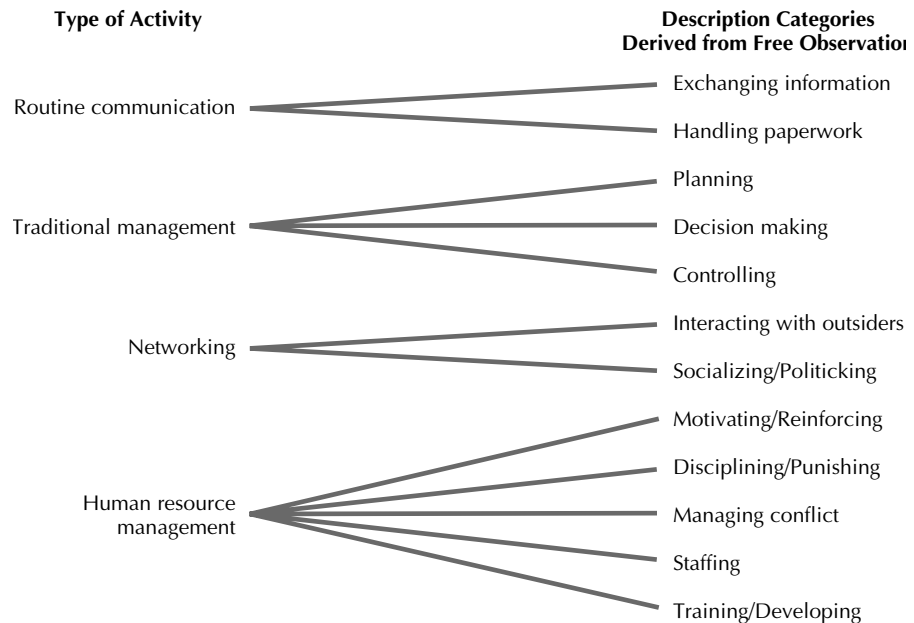 Type of Activity
Description Categories
Derived from Free Observation
Routine communication
Exchanging information
Handling paperwork
Traditional management
Planning
Decision making
Controlling
Networking
Interacting with outsiders
Socializing/Politicking
Human resource
management
Motivating/Reinforcing
Disciplining/Punishing
Managing conflict
Staffing
Training/Developing